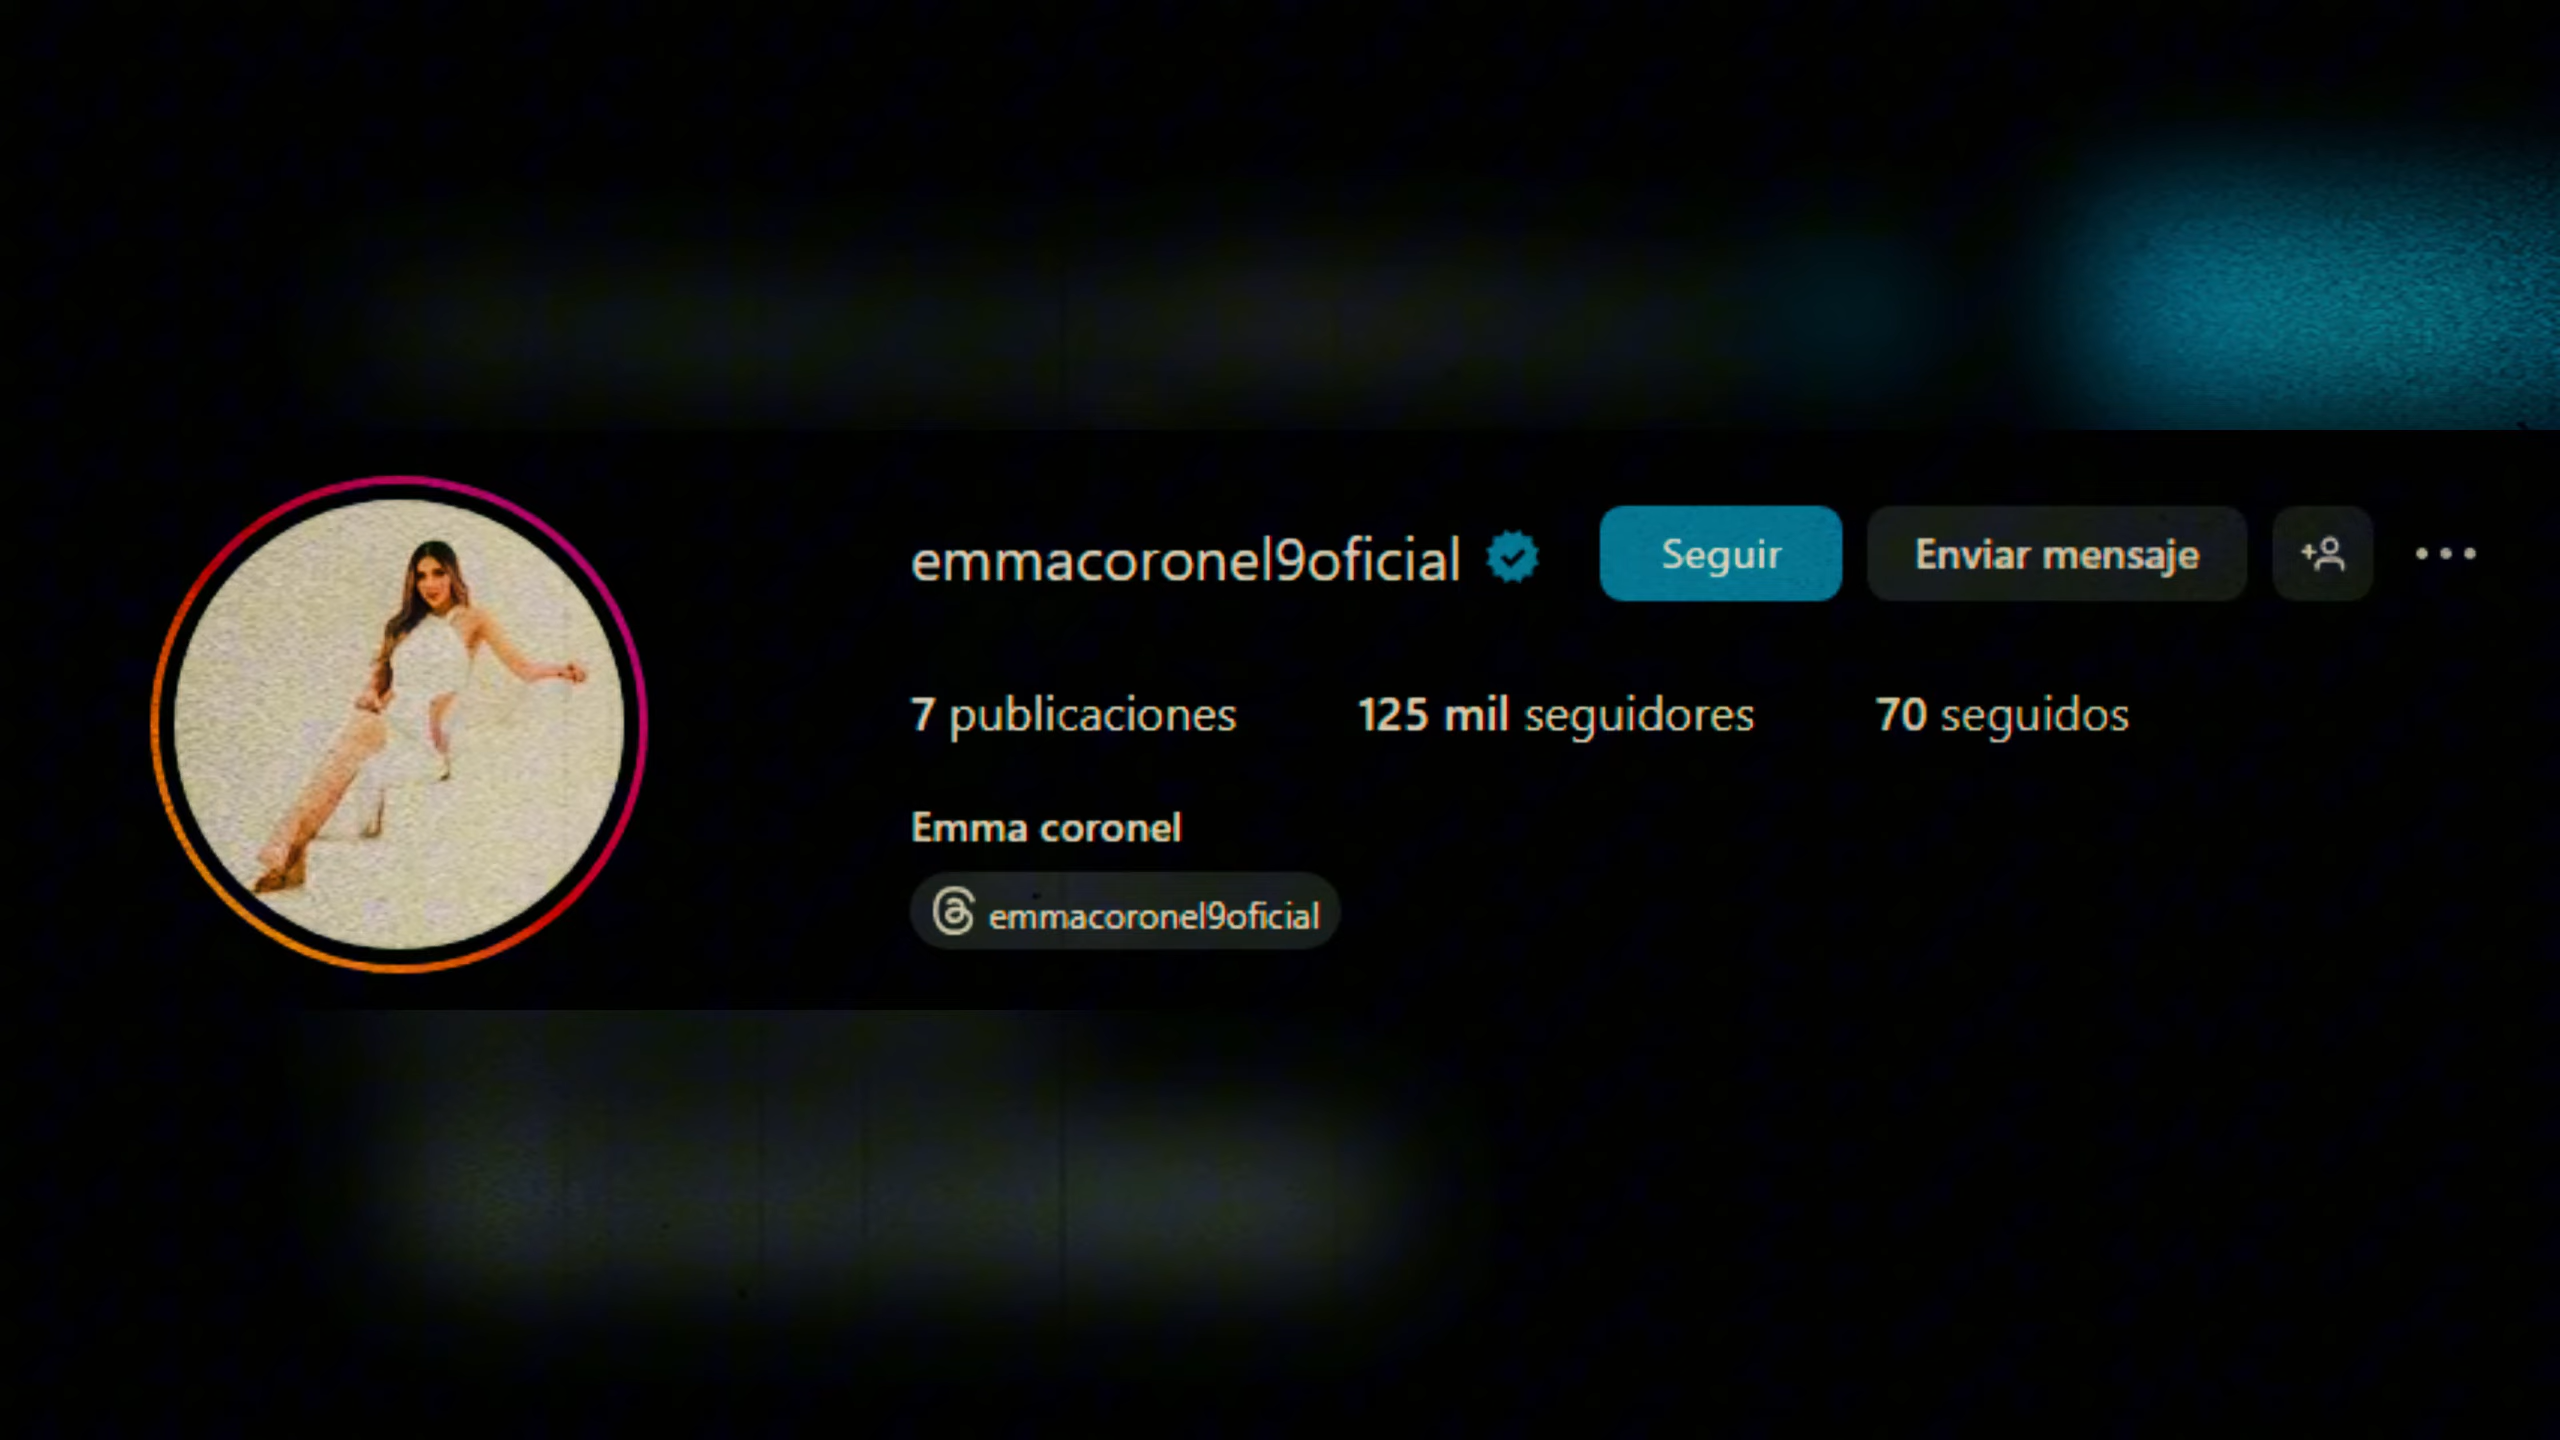 emmacoronel9oficial Seguir Enviar mensaje
7 publicaciones 125 mil seguidores 70 seguidos
Emma coronel
emmacoronel9oficial